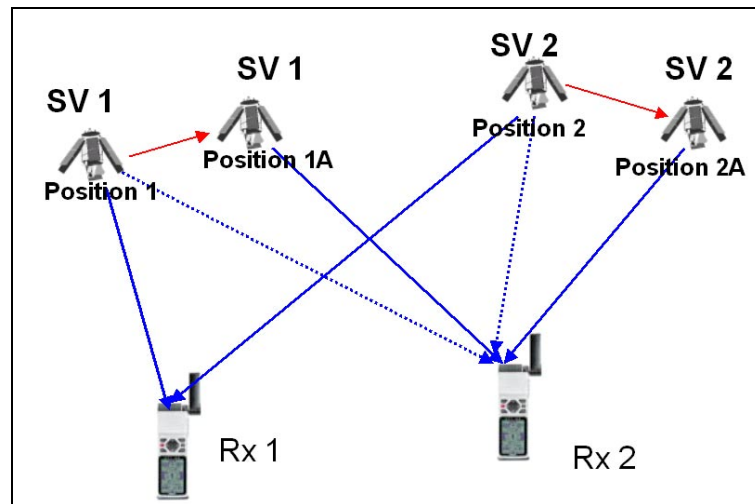 SV 1
SV 1
SV 2
SV 2
Position 1
Position 1A
Position 2
Position 2A
Rx 1
Rx 2